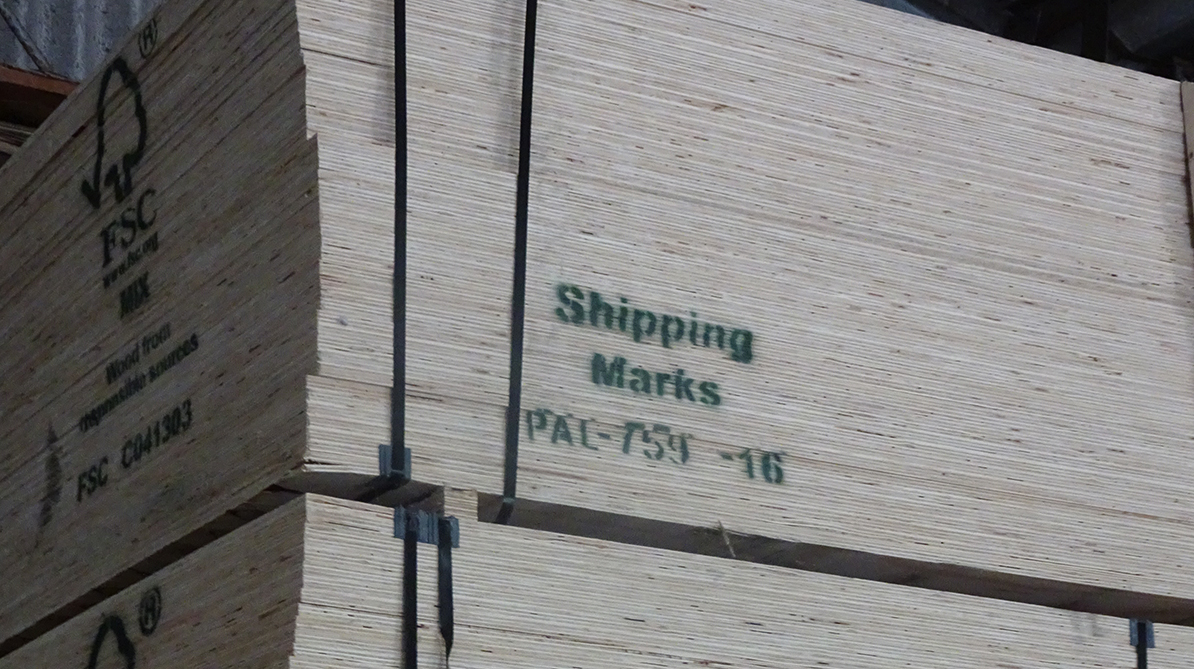 ®
FSC
www.fsc.org
MIX
Wood from
responsible sources
FSC C041303
Shipping
Marks
PAL-759 -16
®